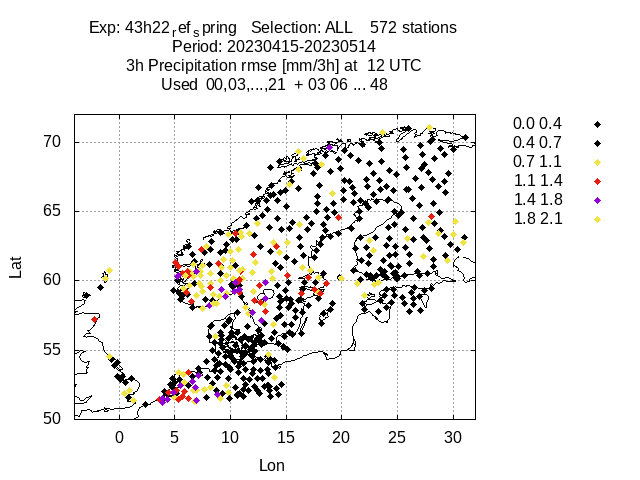 Exp: 43h22refspring   Selection: ALL    572 stations
Period: 20230415-20230514
3h Precipitation rmse [mm/3h] at  12 UTC
Used  00,03,...,21  + 03 06 ... 48
0.0 0.4
0.4 0.7
0.7 1.1
1.1 1.4
1.4 1.8
1.8 2.1
70
65
60
55
50
Lat
0 5 10 15 20 25 30
Lon